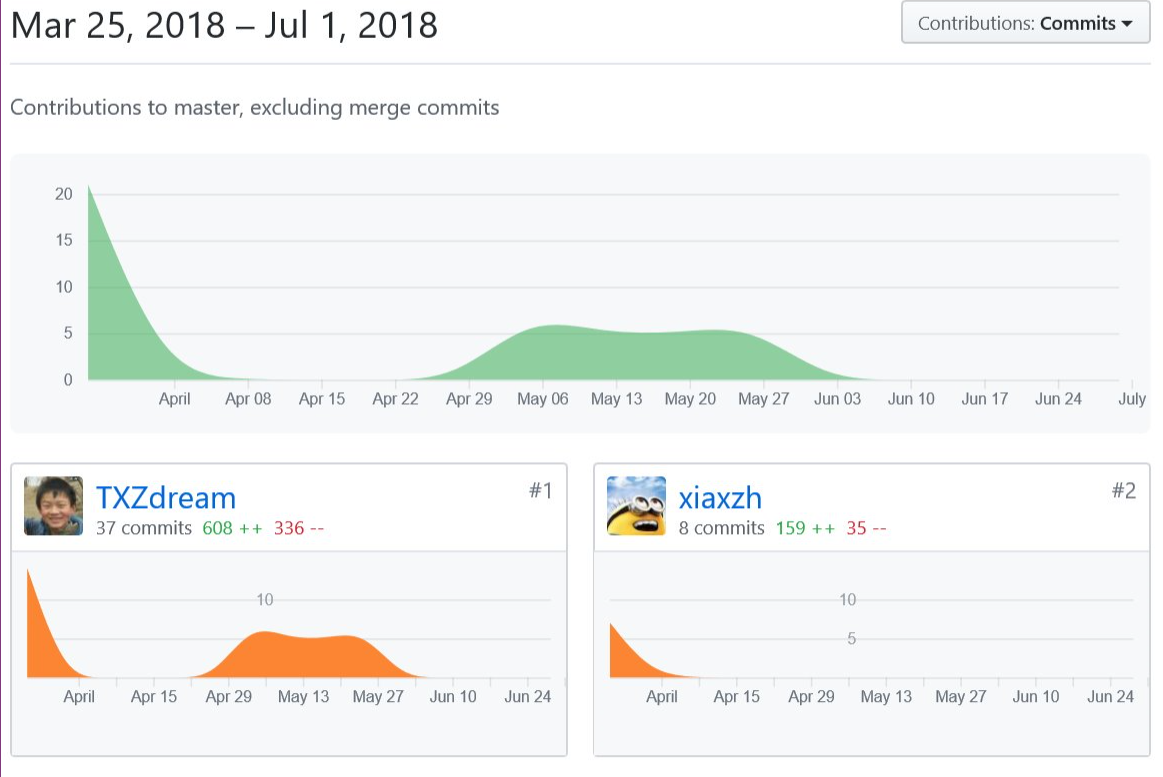 Mar 25, 2018 – Jul 1, 2018
Contributions: Commits
Contributions to master, excluding merge commits
20
15
10
5
0
April Apr 08 Apr 15 Apr 22 Apr 29 May 06 May 13 May 20 May 27 Jun 03 Jun 10 Jun 17 Jun 24 July
TXZdream #1
37 commits 608 ++ 336 --
10
April Apr 15 Apr 29 May 13 May 27 Jun 10 Jun 24
xiaxzh #2
8 commits 159 ++ 35 --
10
5
April Apr 15 Apr 29 May 13 May 27 Jun 10 Jun 24